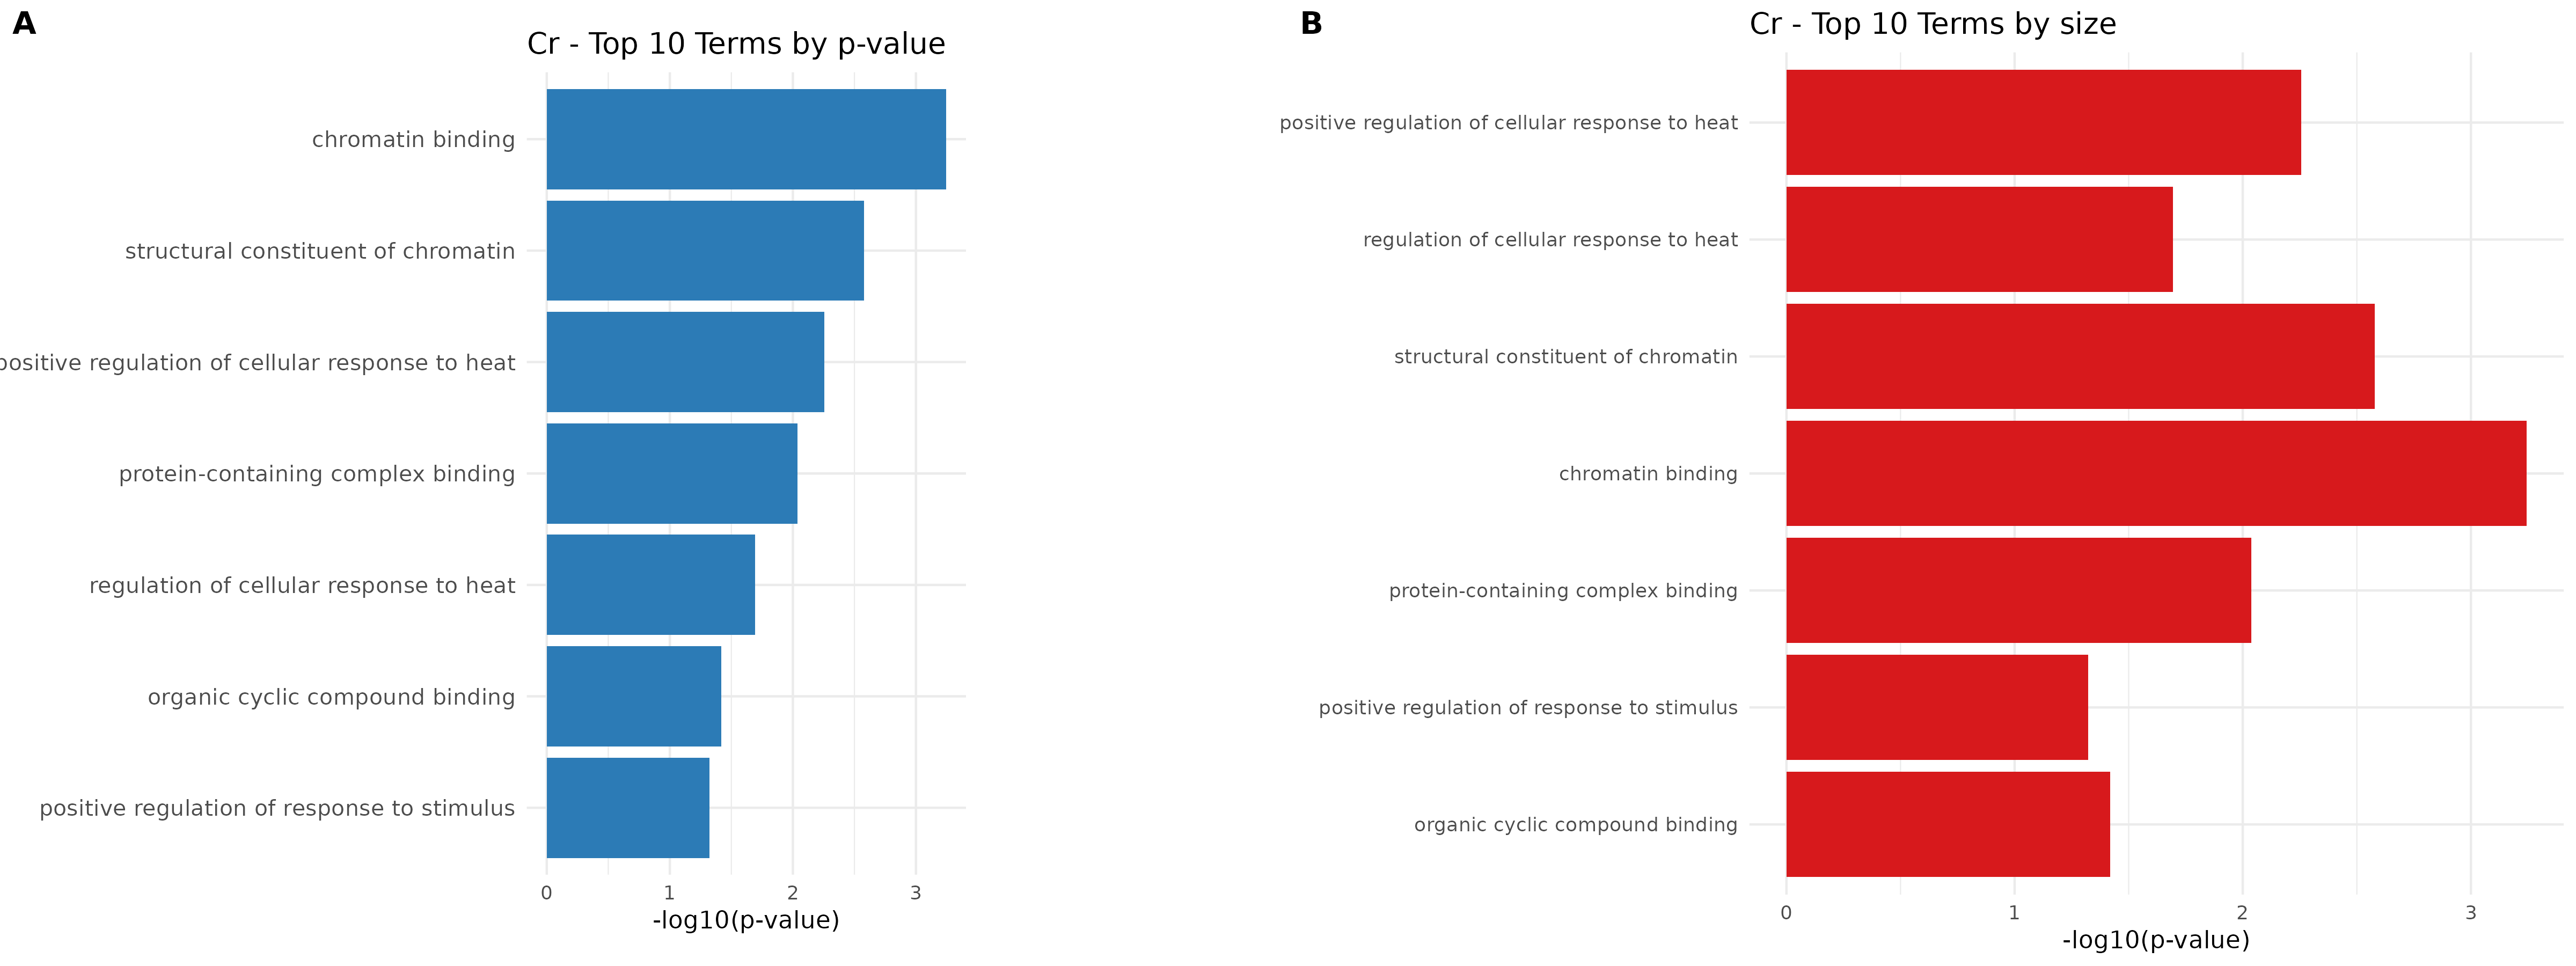 A
Cr - Top 10 Terms by p-value
chromatin binding
structural constituent of chromatin
positive regulation of cellular response to heat
protein-containing complex binding
regulation of cellular response to heat
organic cyclic compound binding
positive regulation of response to stimulus
0 1 2 3
-log10(p-value)
B
Cr - Top 10 Terms by size
positive regulation of cellular response to heat
regulation of cellular response to heat
structural constituent of chromatin
chromatin binding
protein-containing complex binding
positive regulation of response to stimulus
organic cyclic compound binding
0 1 2 3
-log10(p-value)